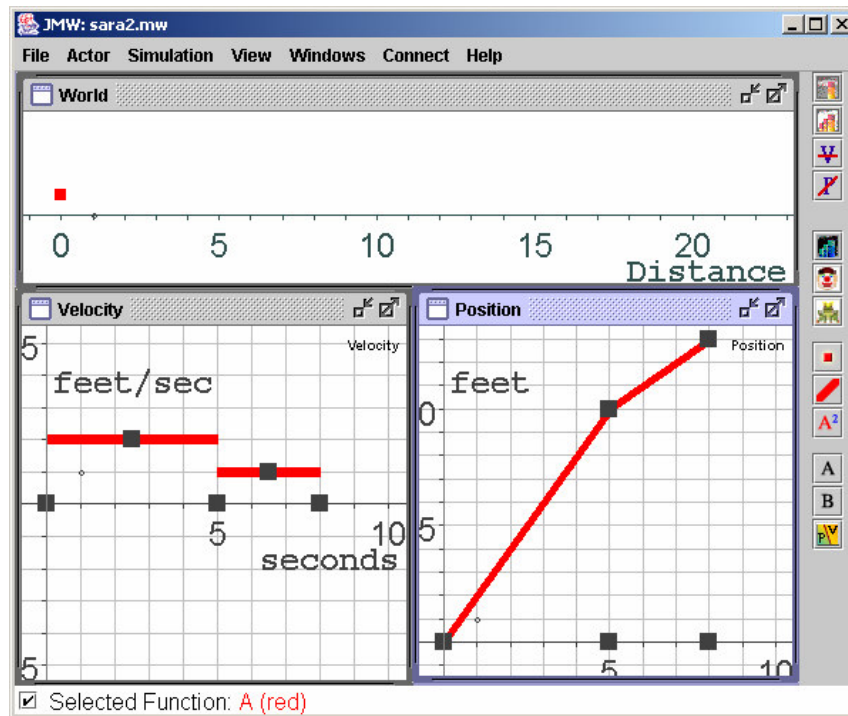 JMW: sara2.mw
File Actor Simulation View Windows Connect Help
World
0 5 10 15 20
Distance
Velocity
5
Velocity
feet/sec
5 10
seconds
5
Position
Position
feet
0
5
5 10
V
P
A²
A
B
P V
Selected Function: A (red)